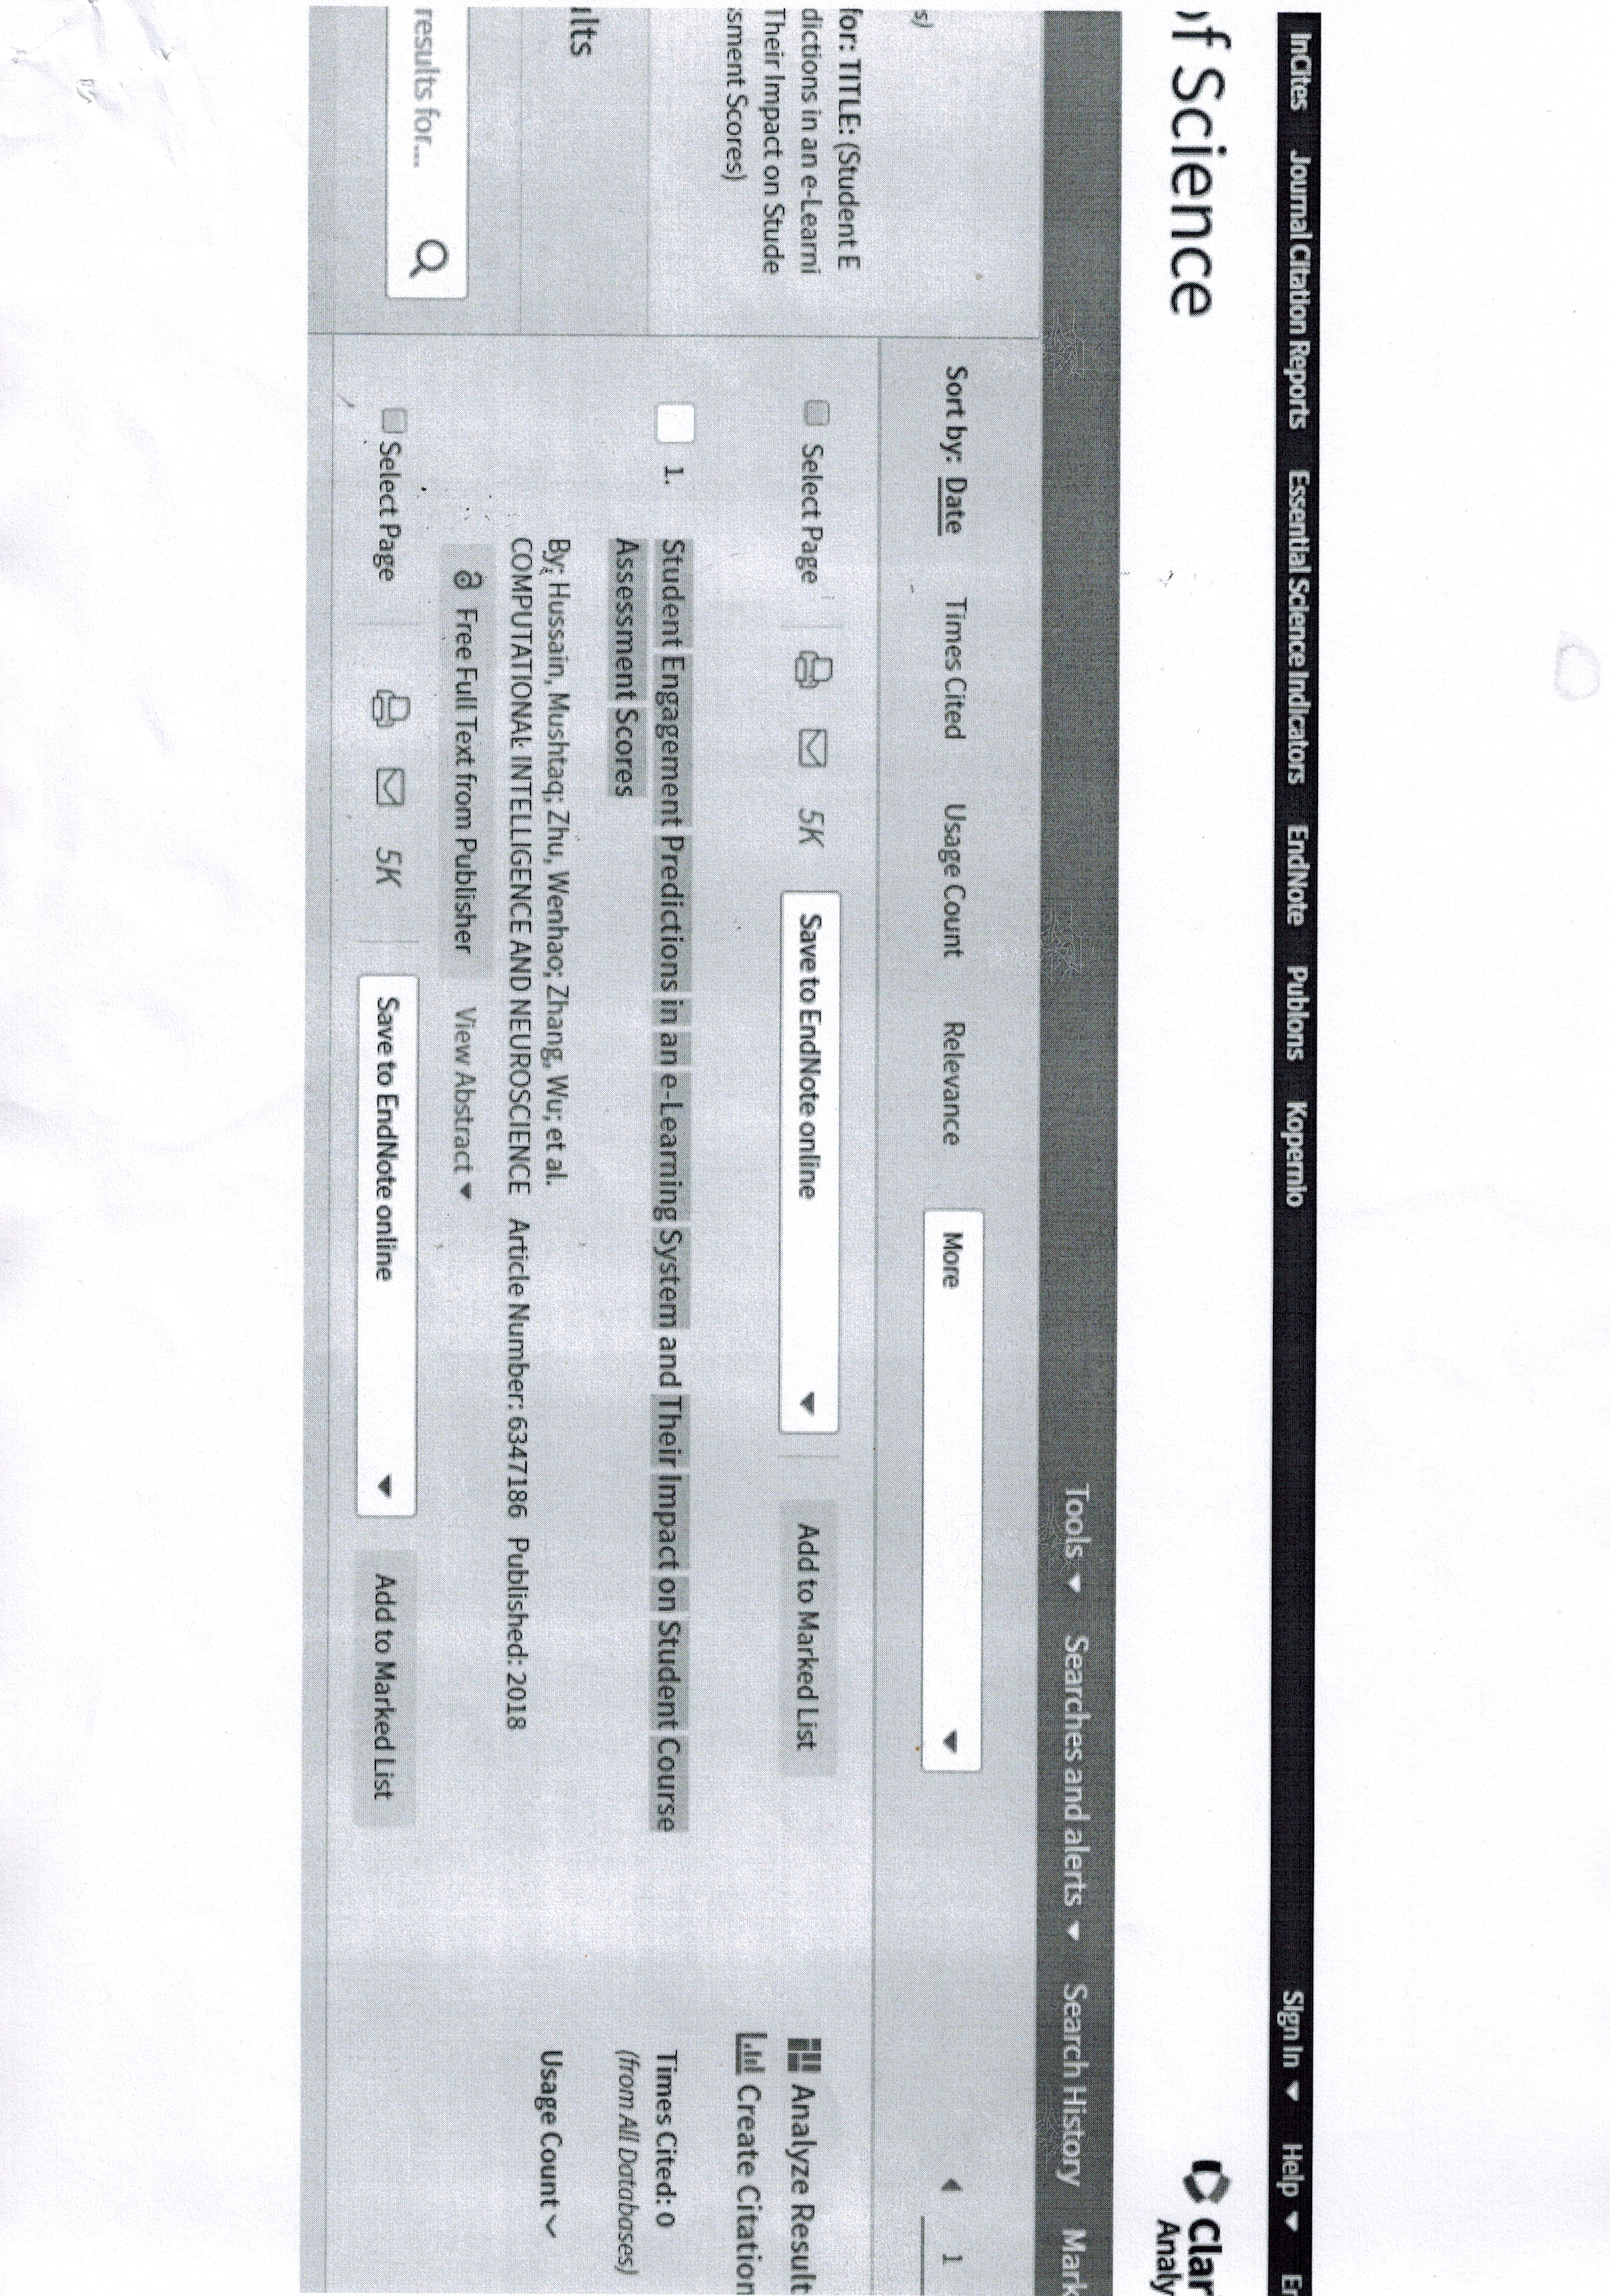 InCites Journal Citation Reports Essential Science Indicators EndNote Publons Kopernio Sign In Help
of Science
Clar
Analy
Tools Searches and alerts Search History Mark
s)
Sort by: Date Times Cited Usage Count Relevance More 1
for: TITLE: (Student E
dictions in an e-Learni
Their Impact on Stude
sment Scores)
Select Page 5K Save to EndNote online Add to Marked List
Analyze Result
Create Citation
1. Student Engagement Predictions in an e-Learning System and Their Impact on Student Course
Assessment Scores
Times Cited: 0
(from All Databases)
By: Hussain, Mushtaq; Zhu, Wenhao; Zhang, Wu; et al.
COMPUTATIONAL INTELLIGENCE AND NEUROSCIENCE Article Number: 6347186 Published: 2018
Usage Count
Free Full Text from Publisher View Abstract
ults
results for...
Select Page 5K Save to EndNote online Add to Marked List